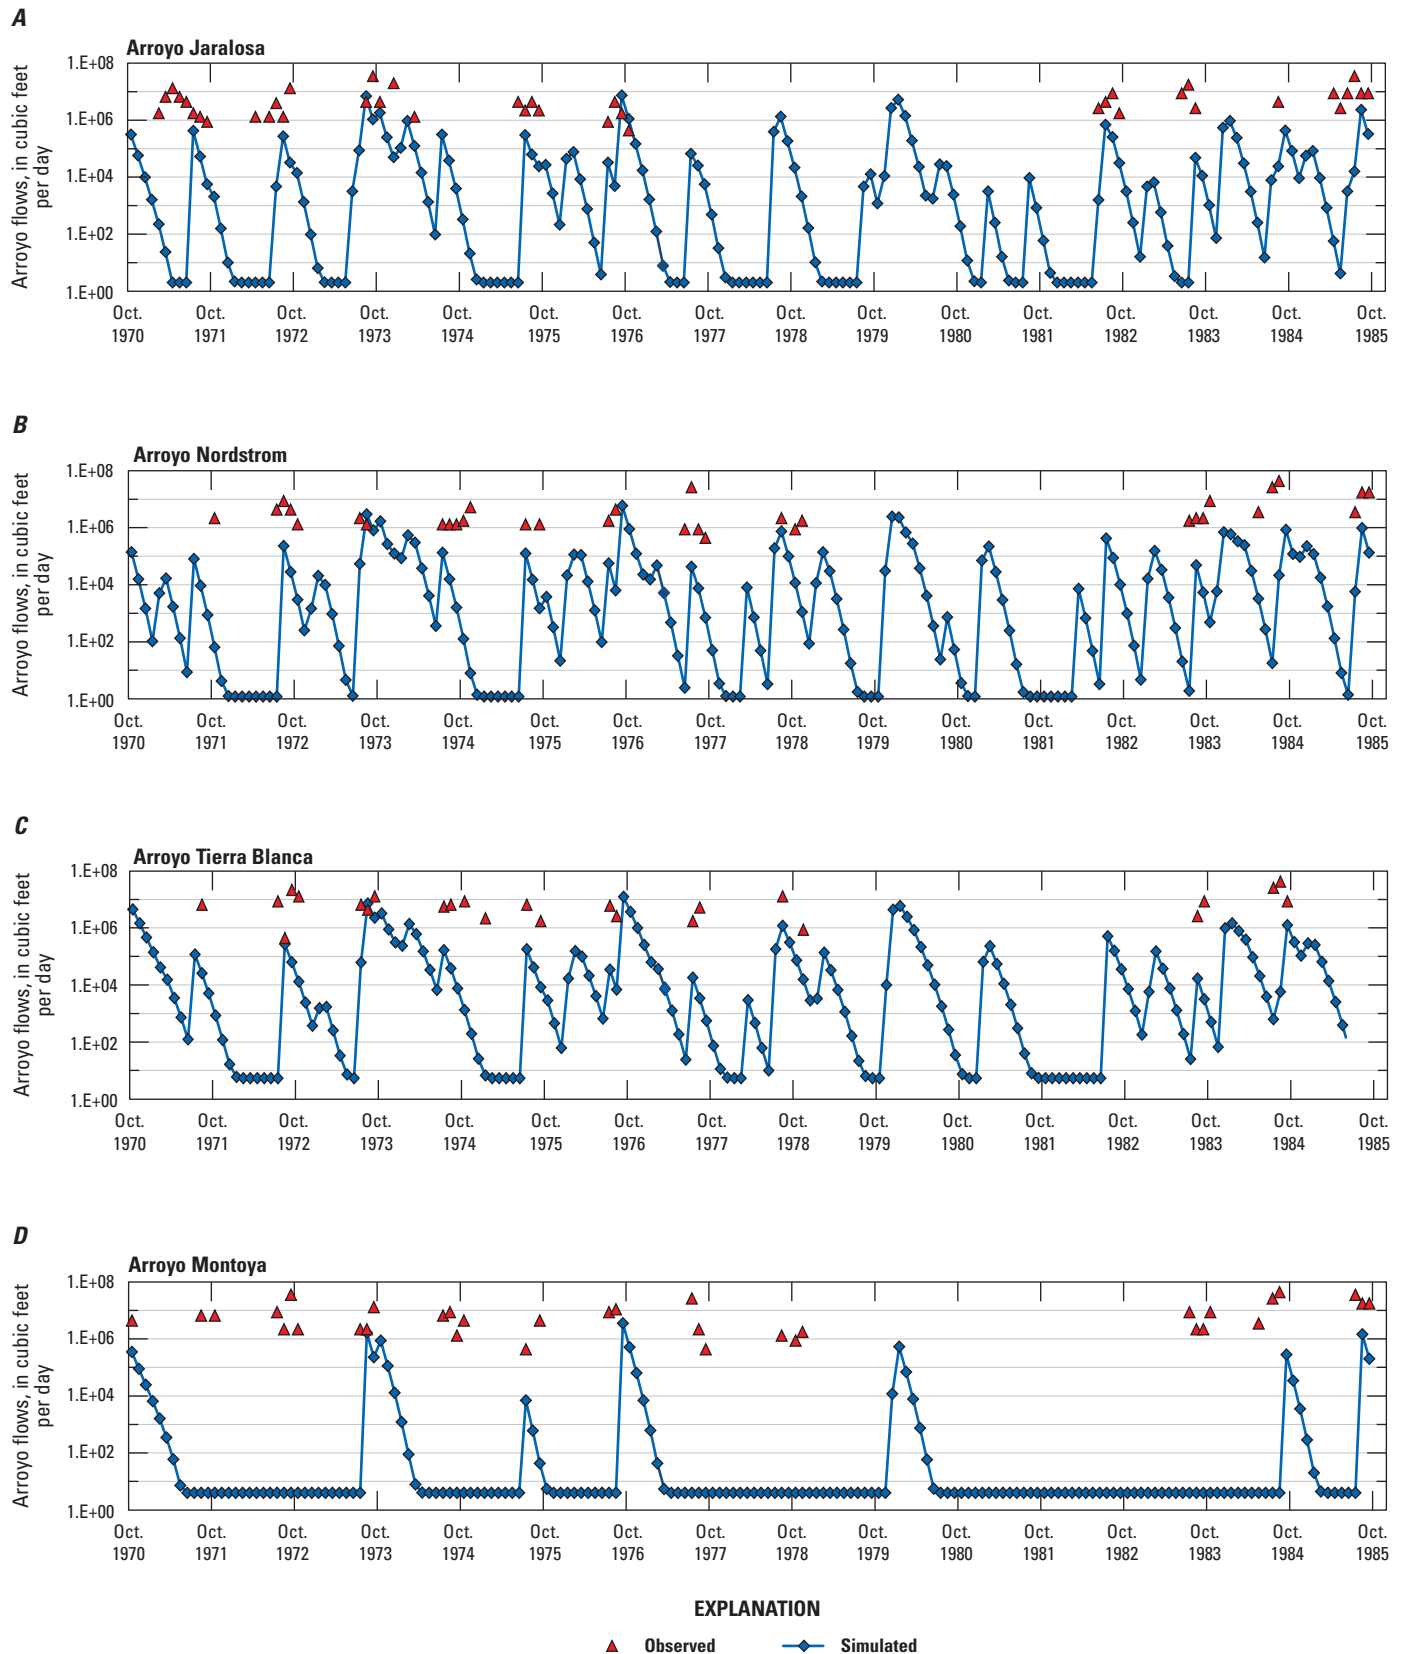 A
Arroyo Jaralosa
Arroyo flows, in cubic feet
per day
1.E+08
1.E+06
1.E+04
1.E+02
1.E+00
Oct. Oct. Oct. Oct. Oct. Oct. Oct. Oct. Oct. Oct. Oct. Oct. Oct. Oct. Oct. Oct.
1970 1971 1972 1973 1974 1975 1976 1977 1978 1979 1980 1981 1982 1983 1984 1985
B
Arroyo Nordstrom
Arroyo flows, in cubic feet
per day
1.E+08
1.E+06
1.E+04
1.E+02
1.E+00
Oct. Oct. Oct. Oct. Oct. Oct. Oct. Oct. Oct. Oct. Oct. Oct. Oct. Oct. Oct. Oct.
1970 1971 1972 1973 1974 1975 1976 1977 1978 1979 1980 1981 1982 1983 1984 1985
C
Arroyo Tierra Blanca
Arroyo flows, in cubic feet
per day
1.E+08
1.E+06
1.E+04
1.E+02
1.E+00
Oct. Oct. Oct. Oct. Oct. Oct. Oct. Oct. Oct. Oct. Oct. Oct. Oct. Oct. Oct. Oct.
1970 1971 1972 1973 1974 1975 1976 1977 1978 1979 1980 1981 1982 1983 1984 1985
D
Arroyo Montoya
Arroyo flows, in cubic feet
per day
1.E+08
1.E+06
1.E+04
1.E+02
1.E+00
Oct. Oct. Oct. Oct. Oct. Oct. Oct. Oct. Oct. Oct. Oct. Oct. Oct. Oct. Oct. Oct.
1970 1971 1972 1973 1974 1975 1976 1977 1978 1979 1980 1981 1982 1983 1984 1985
EXPLANATION
Observed Simulated